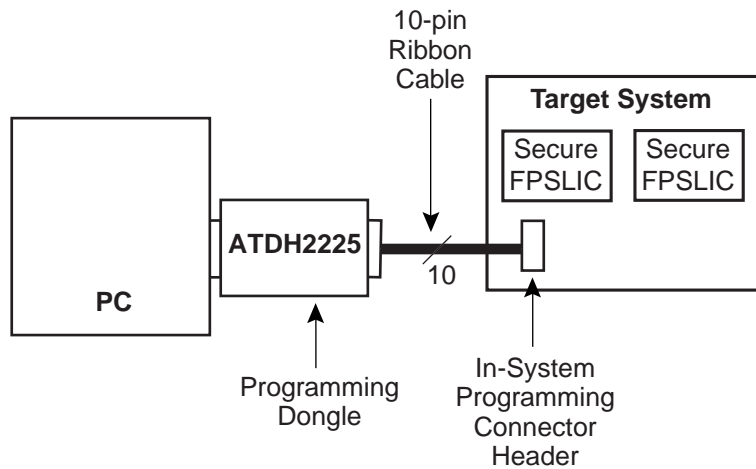 10-pin
Ribbon
Cable
Target System
Secure
FPSLIC
Secure
FPSLIC
ATDH2225
10
PC
Programming
Dongle
In-System
Programming
Connector
Header